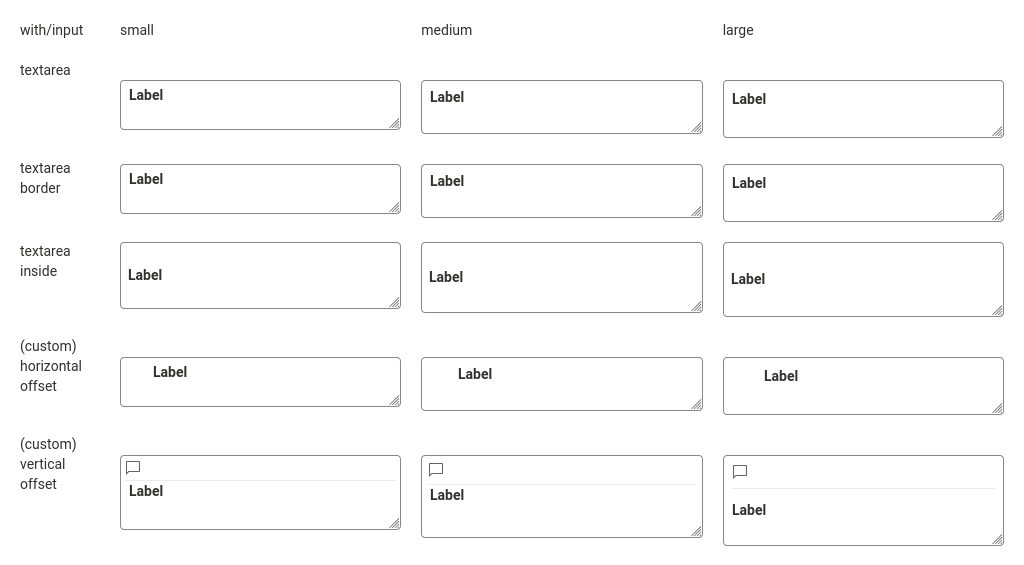 with/input small medium large
textarea
Label Label Label
textarea
border
Label Label Label
textarea
inside
Label Label Label
(custom)
horizontal
offset
Label Label Label
(custom)
vertical
offset
Label Label Label